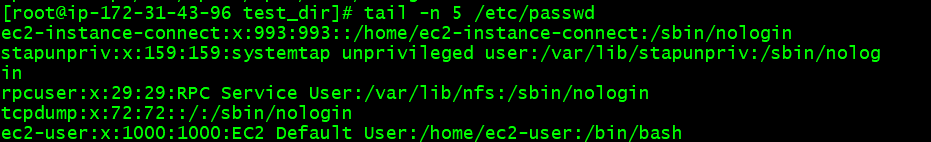 [root@ip-172-31-43-96 test_dir]# tail -n 5 /etc/passwd
ec2-instance-connect:x:993:993::/home/ec2-instance-connect:/sbin/nologin
stapunpriv:x:159:159:systemtap unprivileged user:/var/lib/stapunpriv:/sbin/nolog
in
rpcuser:x:29:29:RPC Service User:/var/lib/nfs:/sbin/nologin
tcpdump:x:72:72::/:/sbin/nologin
ec2-user:x:1000:1000:EC2 Default User:/home/ec2-user:/bin/bash